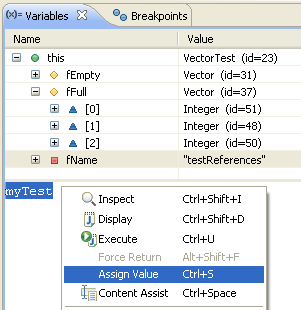 (x)= Variables Breakpoints
Name Value
this VectorTest (id=23)
fEmpty Vector (id=31)
fFull Vector (id=37)
[0] Integer (id=51)
[1] Integer (id=48)
[2] Integer (id=50)
fName "testReferences"
myTest
Inspect Ctrl+Shift+I
Display Ctrl+Shift+D
Execute Ctrl+U
Force Return Alt+Shift+F
Assign Value Ctrl+S
Content Assist Ctrl+Space